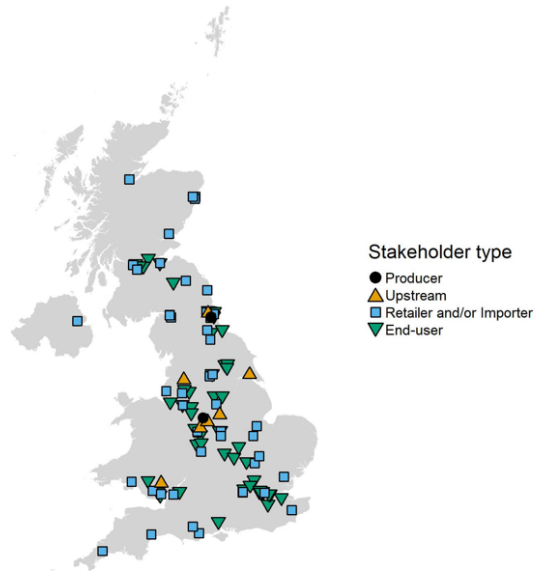 Stakeholder type
Producer
Upstream
Retailer and/or Importer
End-user